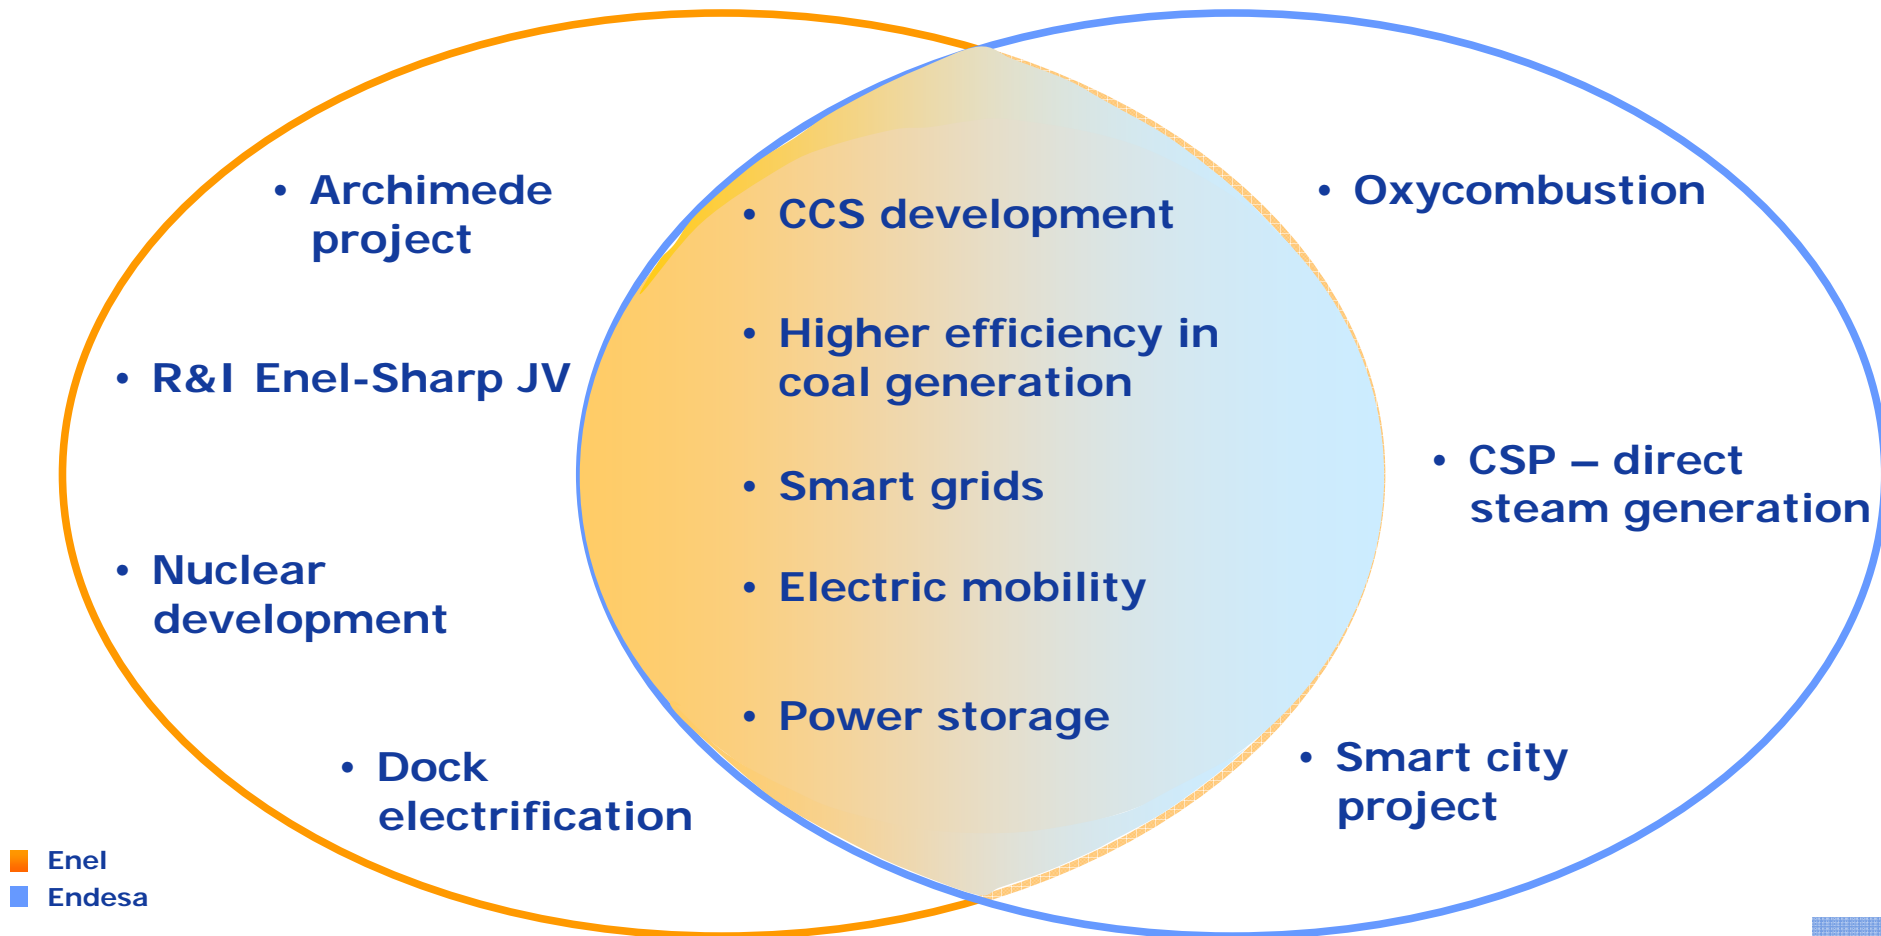 • Archimede
project
• R&I Enel-Sharp JV
• Nuclear
development
• Dock
electrification
• CCS development
• Higher efficiency in
coal generation
• Smart grids
• Electric mobility
• Power storage
• Oxycombustion
• CSP – direct
steam generation
• Smart city
project
Enel
Endesa